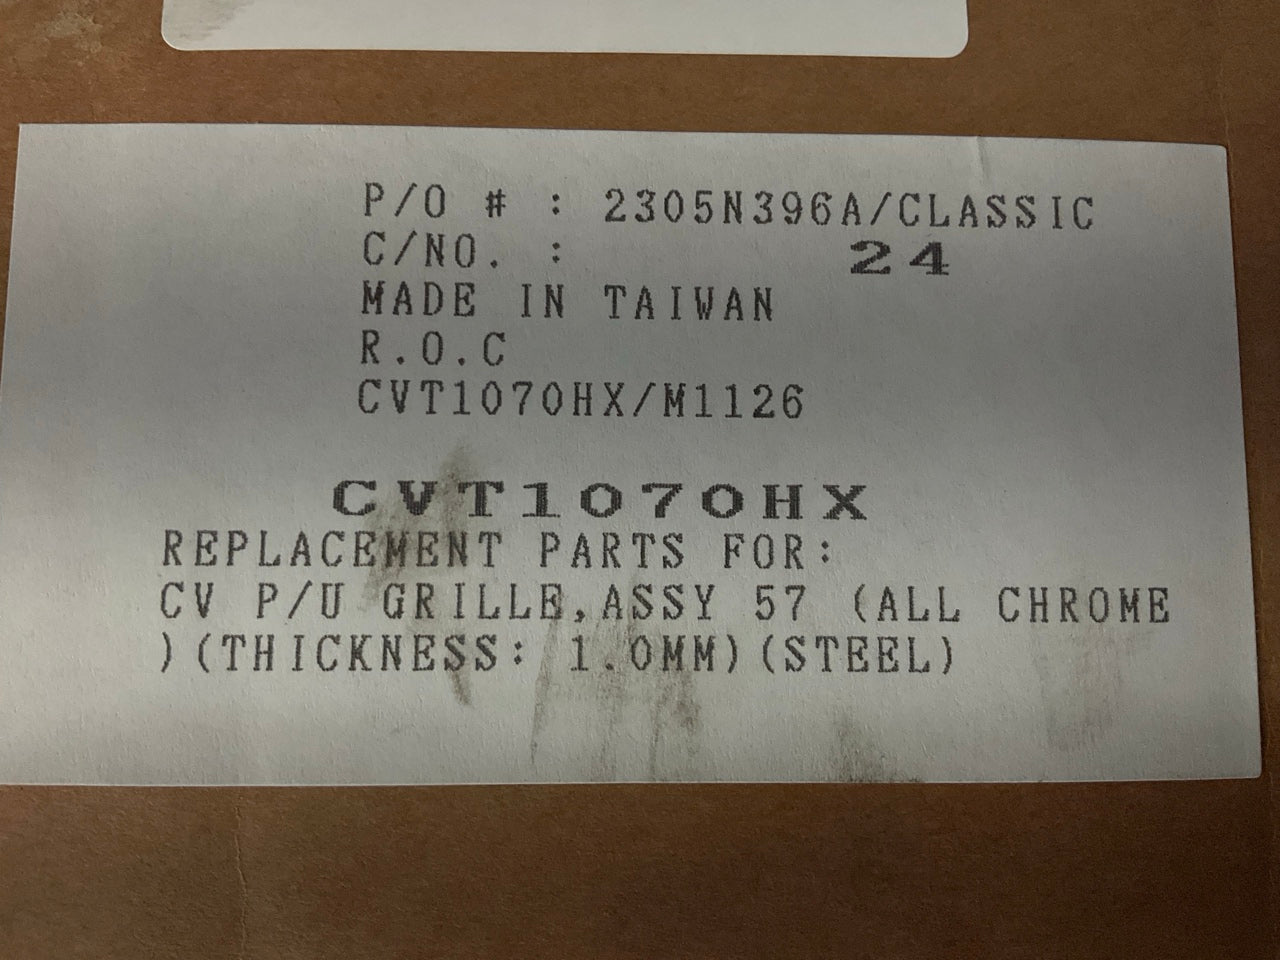 P/O # : 2305N396A/CLASSIC
C/NO. : 24
MADE IN TAIWAN
R.O.C
CVT1070HX/M1126
CVT1070HX
REPLACEMENT PARTS FOR:
CV P/U GRILLE,ASSY 57 (ALL CHROME
)(THICKNESS: 1.0MM)(STEEL)